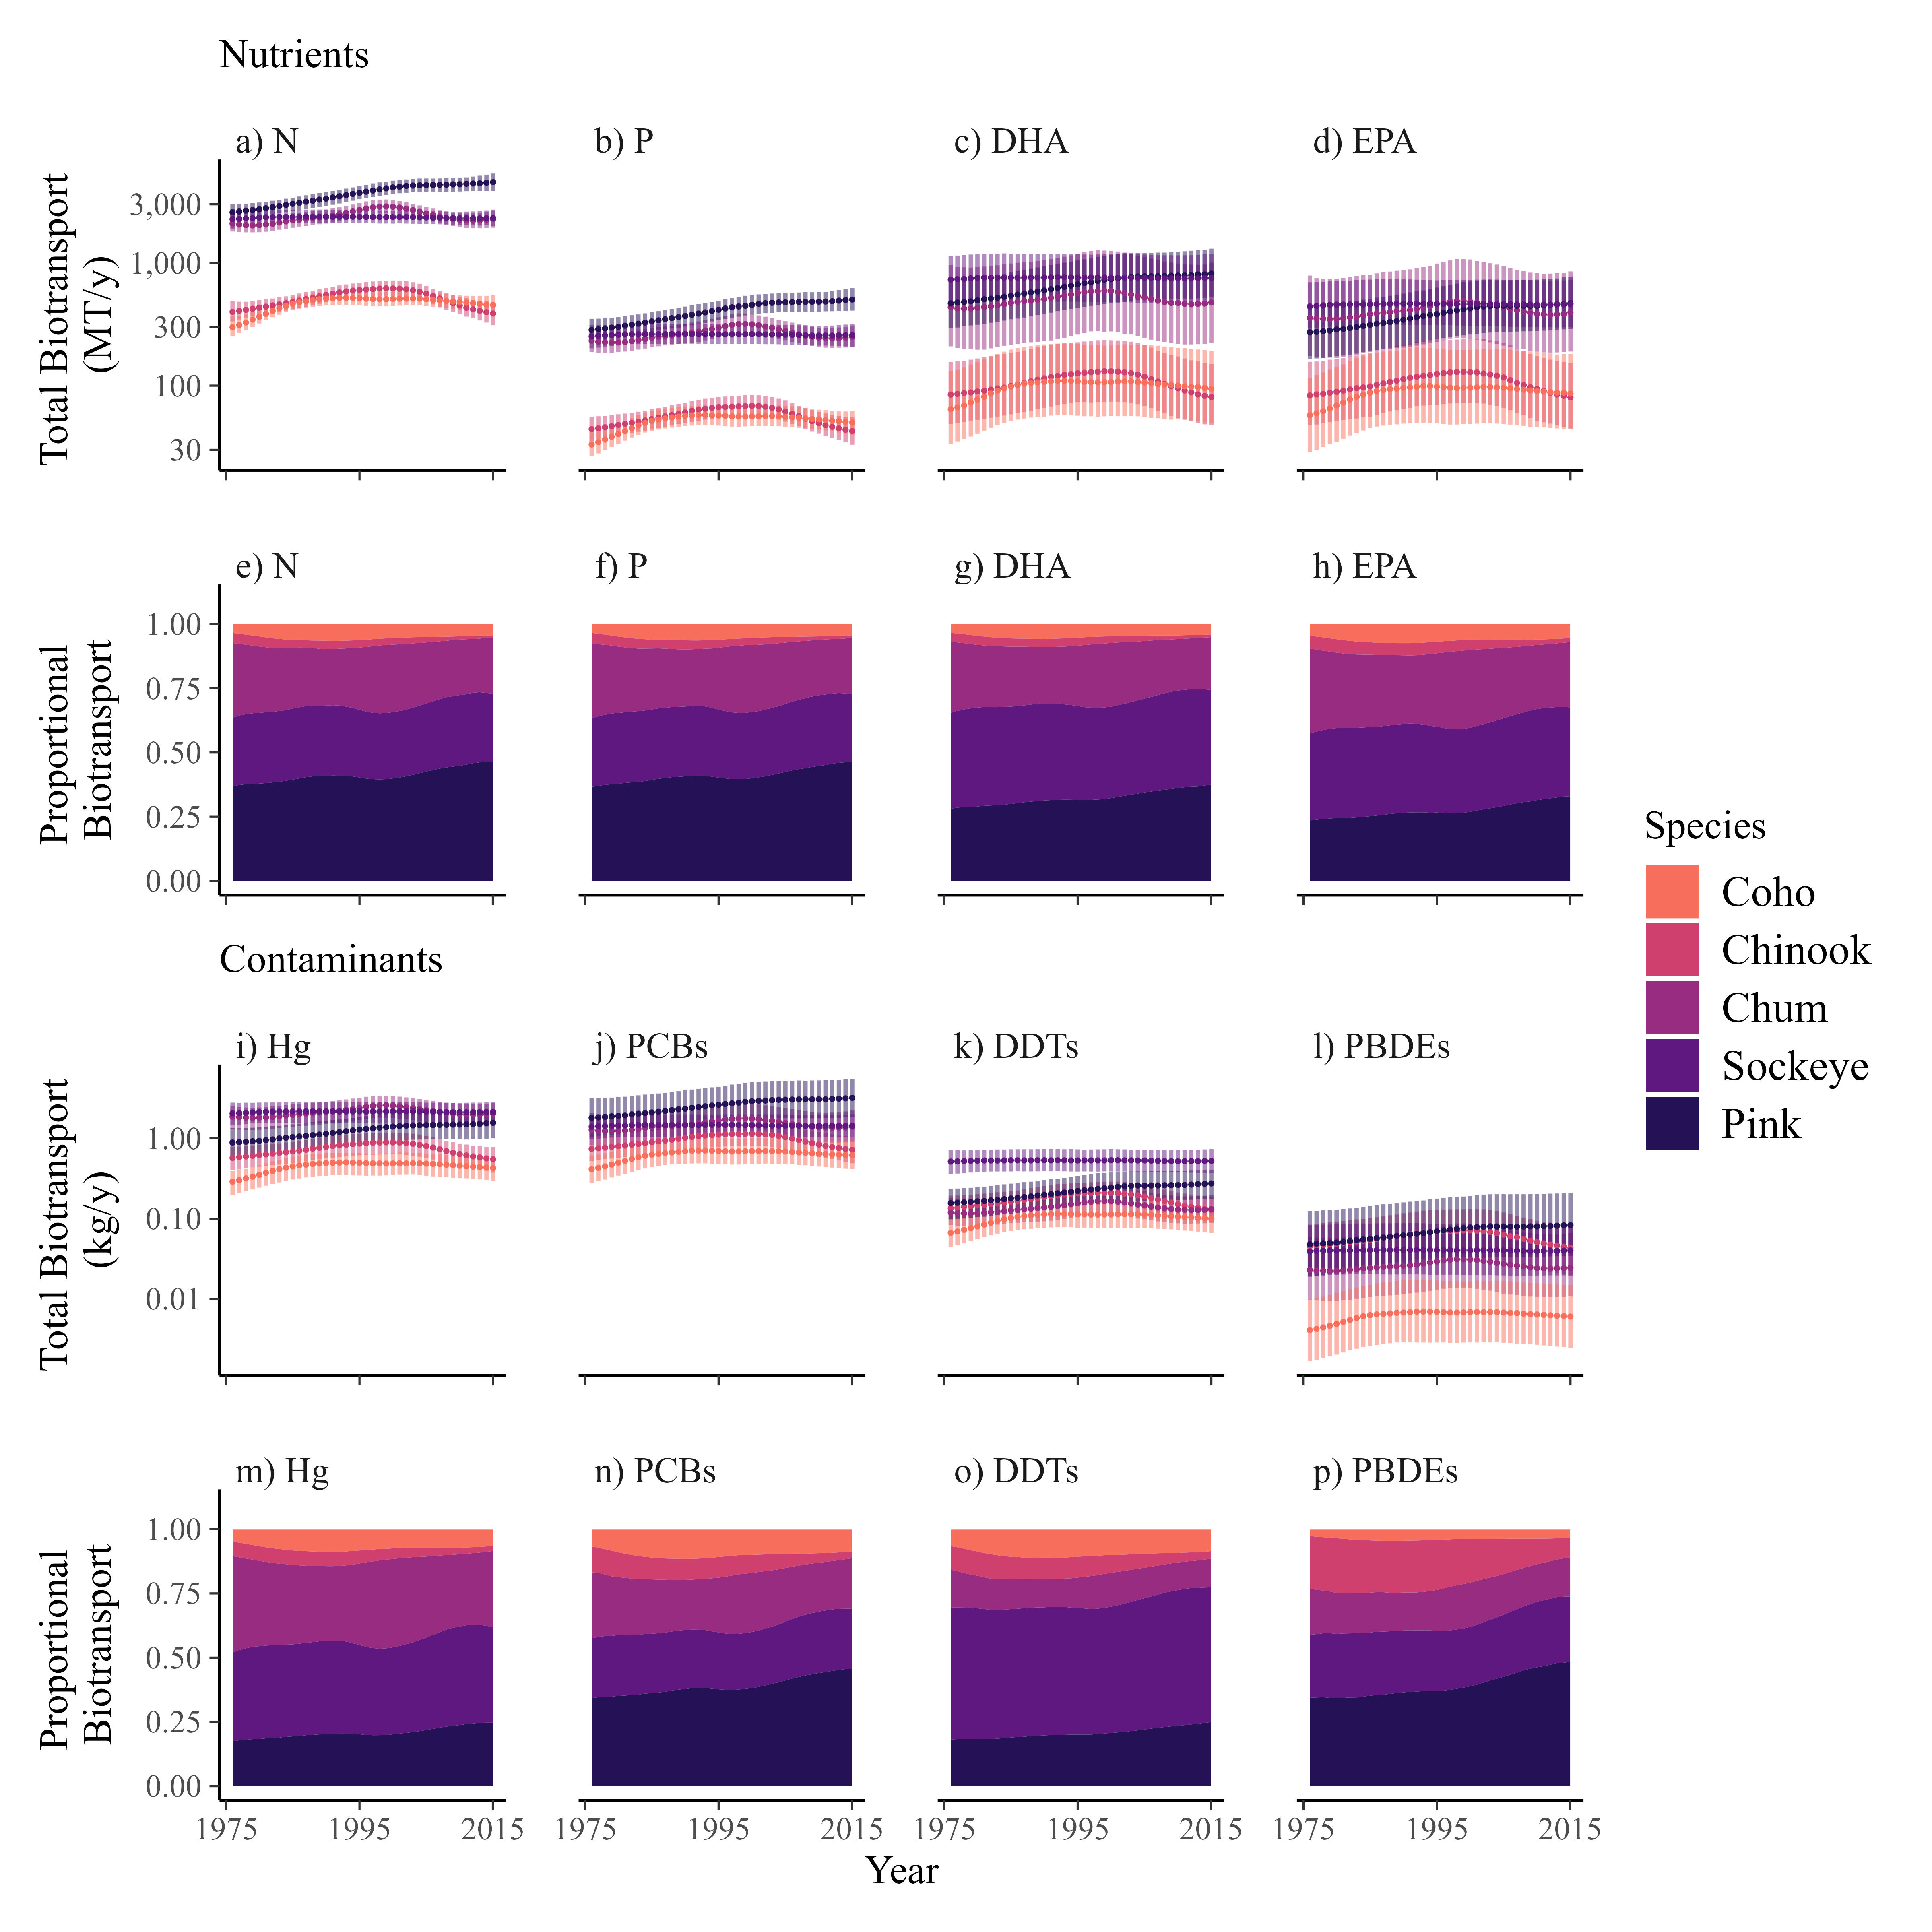 Nutrients
a) N
b) P
c) DHA
d) EPA
Total Biotransport
(MT/y)
3,000
1,000
300
100
30
e) N
f) P
g) DHA
h) EPA
Proportional
Biotransport
1.00
0.75
0.50
0.25
0.00
Species
Coho
Chinook
Chum
Sockeye
Pink
Contaminants
i) Hg
j) PCBs
k) DDTs
l) PBDEs
Total Biotransport
(kg/y)
1.00
0.10
0.01
m) Hg
n) PCBs
o) DDTs
p) PBDEs
Proportional
Biotransport
1.00
0.75
0.50
0.25
0.00
1975 1995 2015 1975 1995 2015 1975 1995 2015 1975 1995 2015
Year